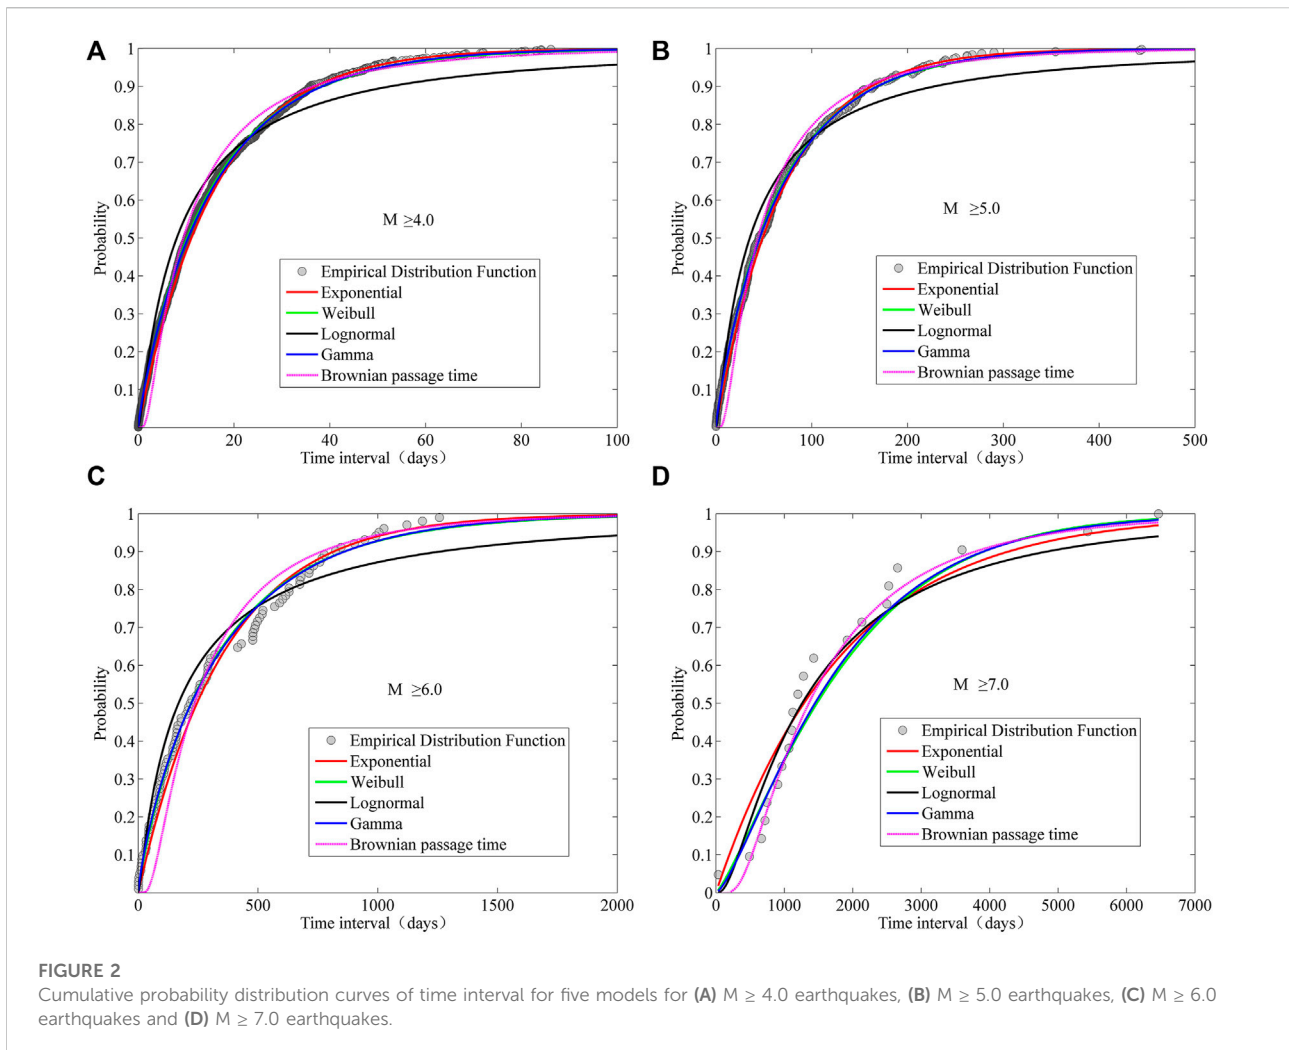 A
1
0.9
0.8
0.7
0.6
0.5
0.4
0.3
0.2
0.1
Probability
M ≥4.0
Empirical Distribution Function
Exponential
Weibull
Lognormal
Gamma
Brownian passage time
0 20 40 60 80 100
Time interval（days）
B
1
0.9
0.8
0.7
0.6
0.5
0.4
0.3
0.2
0.1
Probability
M ≥5.0
Empirical Distribution Function
Exponential
Weibull
Lognormal
Gamma
Brownian passage time
0 100 200 300 400 500
Time interval（days）
C
1
0.9
0.8
0.7
0.6
0.5
0.4
0.3
0.2
0.1
Probability
M ≥6.0
Empirical Distribution Function
Exponential
Weibull
Lognormal
Gamma
Brownian passage time
0 500 1000 1500 2000
Time interval（days）
D
1
0.9
0.8
0.7
0.6
0.5
0.4
0.3
0.2
0.1
0
Probability
M ≥7.0
Empirical Distribution Function
Exponential
Weibull
Lognormal
Gamma
Brownian passage time
0 1000 2000 3000 4000 5000 6000 7000
Time interval（days）
FIGURE 2
Cumulative probability distribution curves of time interval for five models for (A) M ≥ 4.0 earthquakes, (B) M ≥ 5.0 earthquakes, (C) M ≥ 6.0
earthquakes and (D) M ≥ 7.0 earthquakes.